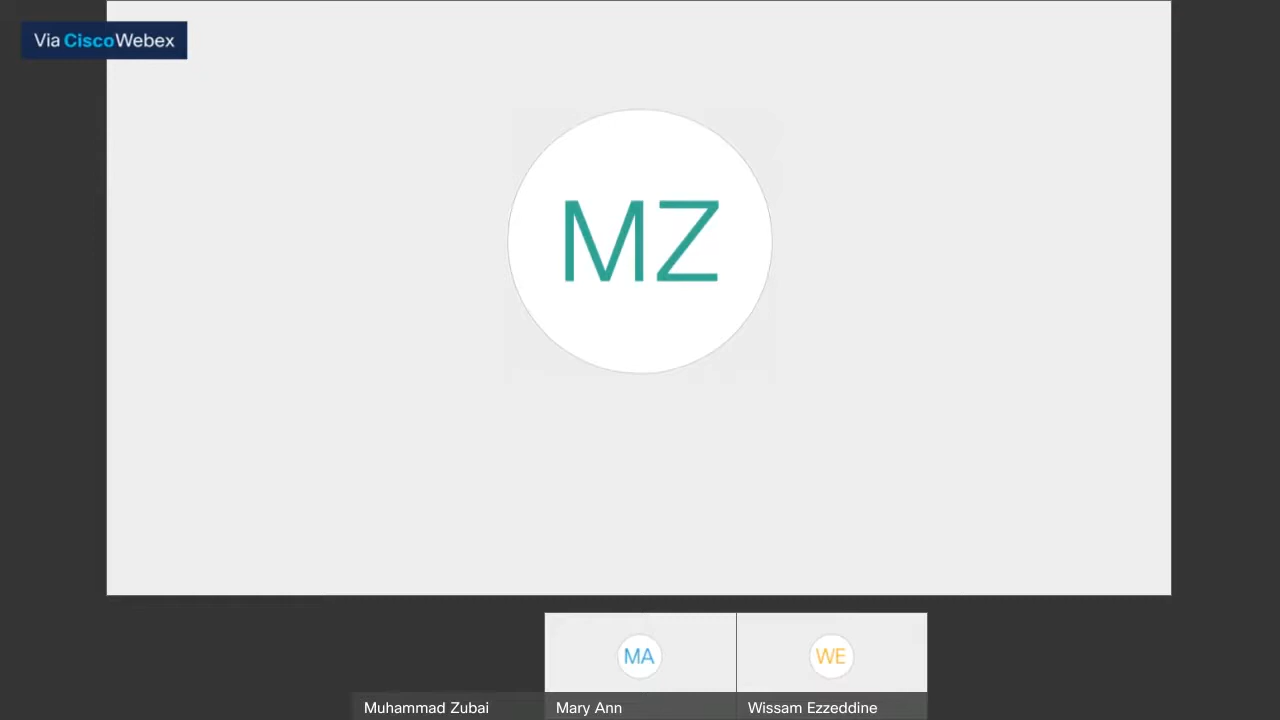 Via CiscoWebex
MZ
MA
WE
Muhammad Zubai
Mary Ann
Wissam Ezzeddine